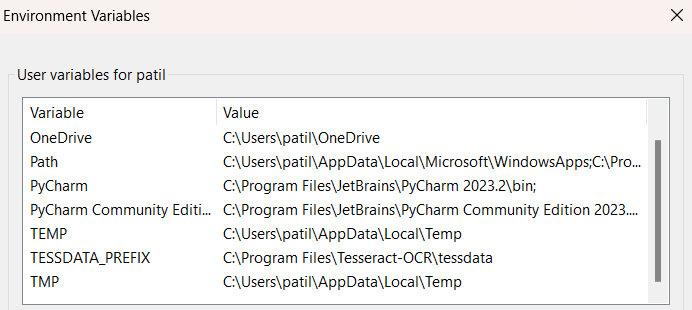 Environment Variables
User variables for patil
Variable Value
OneDrive C:\Users\patil\OneDrive
Path C:\Users\patil\AppData\Local\Microsoft\WindowsApps;C:\Pro...
PyCharm C:\Program Files\JetBrains\PyCharm 2023.2\bin;
PyCharm Community Editi... C:\Program Files\JetBrains\PyCharm Community Edition 2023....
TEMP C:\Users\patil\AppData\Local\Temp
TESSDATA_PREFIX C:\Program Files\Tesseract-OCR\tessdata
TMP C:\Users\patil\AppData\Local\Temp